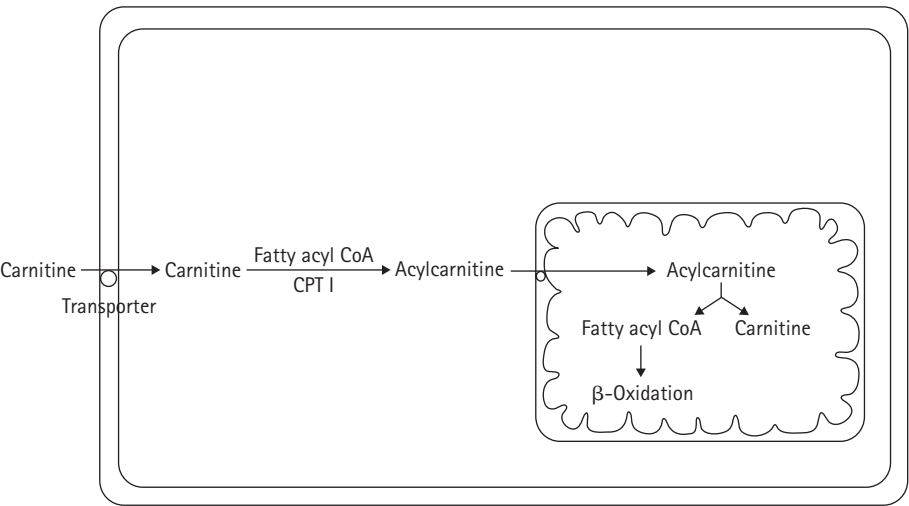 Carnitine
Transporter
Carnitine
Fatty acyl CoA
CPT I
Acylcarnitine
Acylcarnitine
Fatty acyl CoA
Carnitine
β-Oxidation